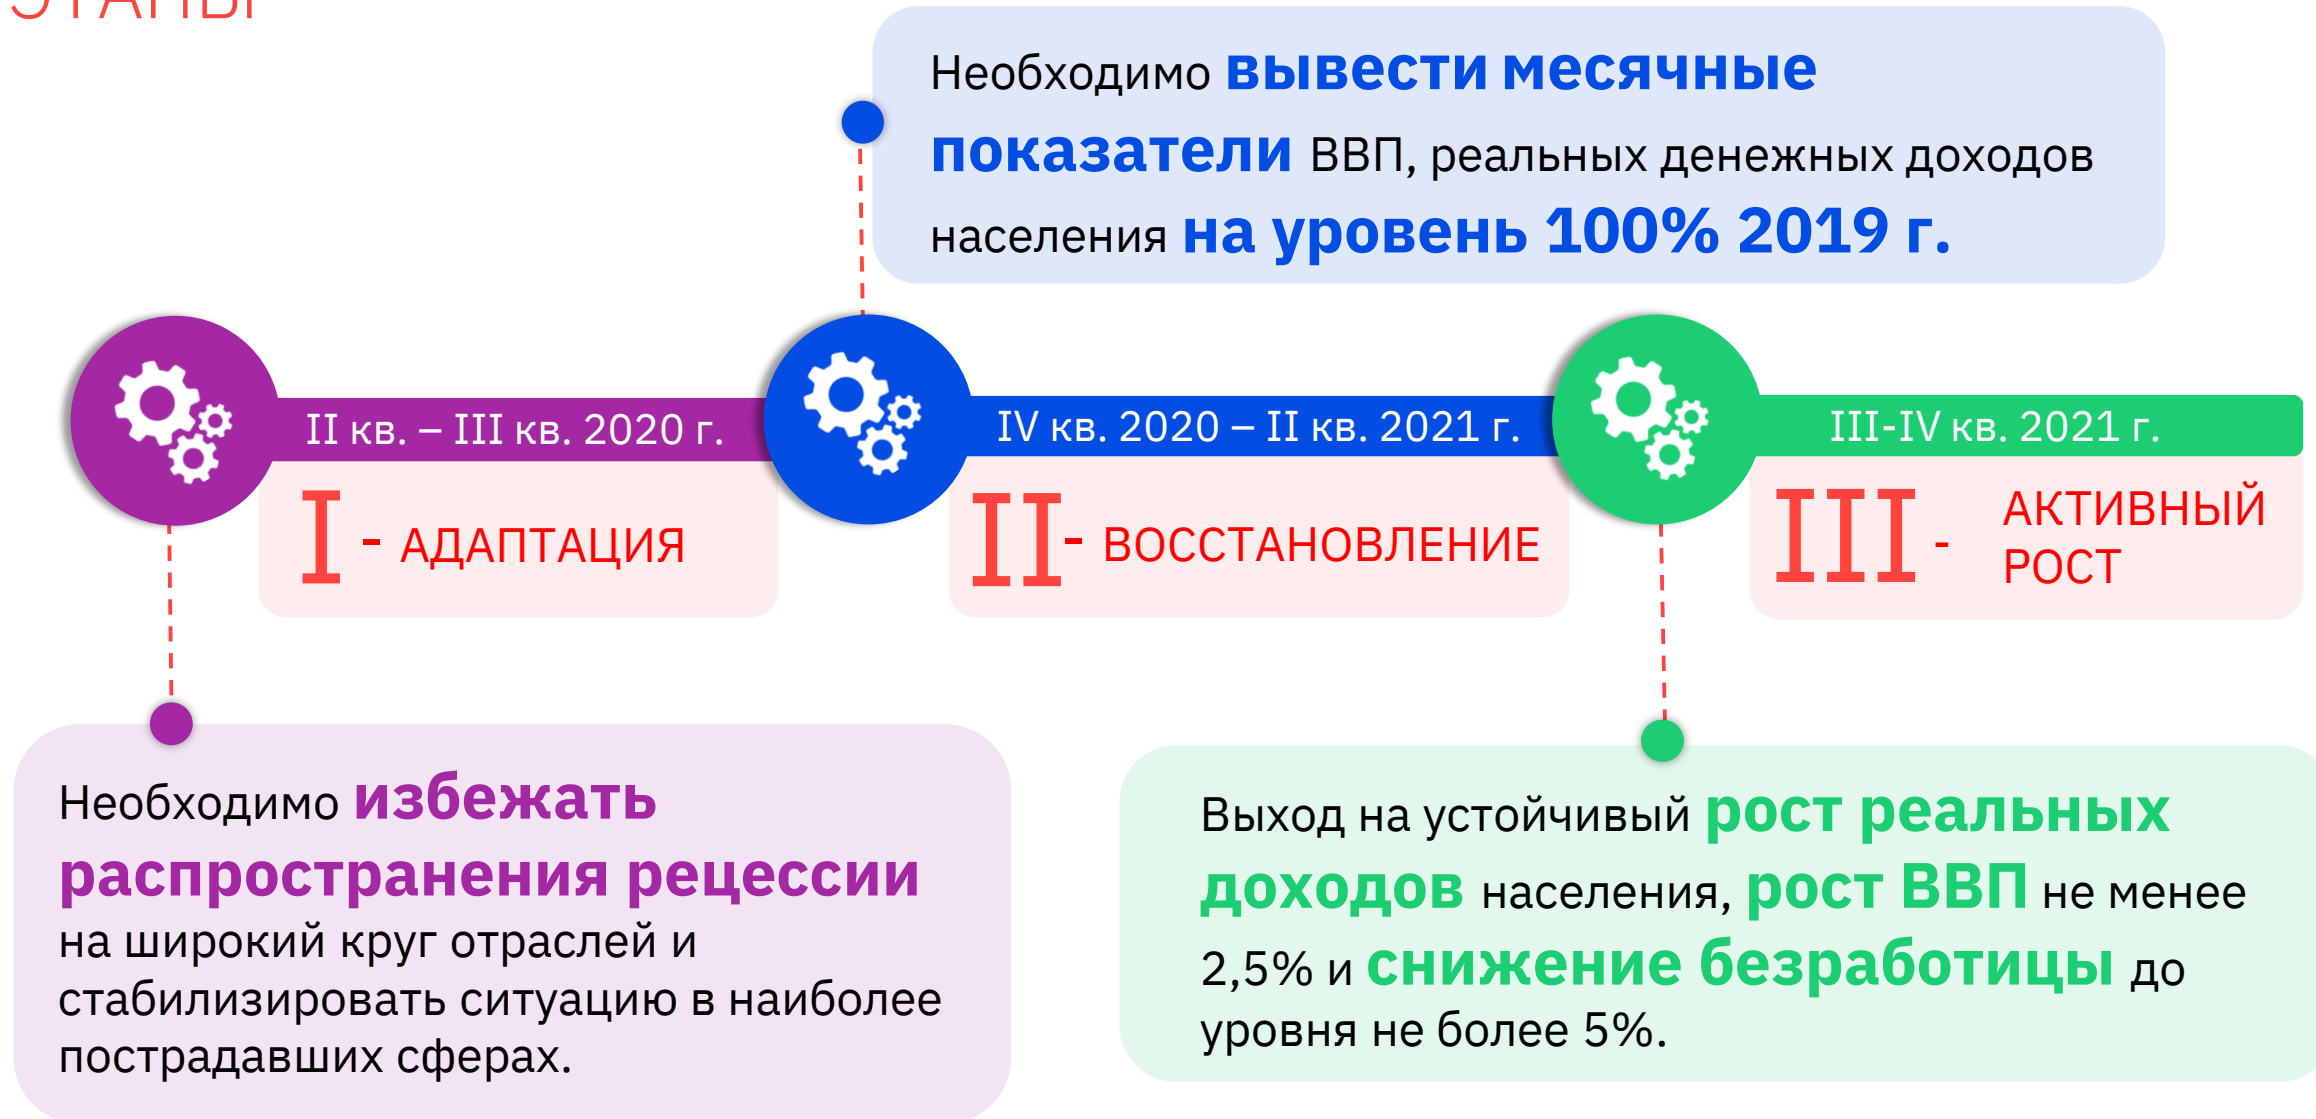 ЭТАПЫ
Необходимо вывести месячные
показатели ВВП, реальных денежных доходов
населения на уровень 100% 2019 г.
II кв. – III кв. 2020 г.
I - АДАПТАЦИЯ
IV кв. 2020 – II кв. 2021 г.
II- ВОССТАНОВЛЕНИЕ
III-IV кв. 2021 г.
III - АКТИВНЫЙ
РОСТ
Необходимо избежать
распространения рецессии
на широкий круг отраслей и
стабилизировать ситуацию в наиболее
пострадавших сферах.
Выход на устойчивый рост реальных
доходов населения, рост ВВП не менее
2,5% и снижение безработицы до
уровня не более 5%.